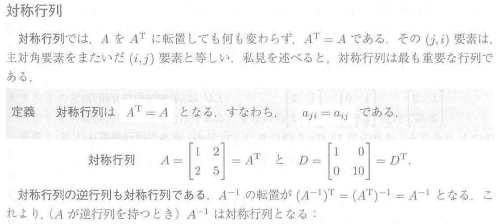 対称行列
対称行列では，A を Aᵀ に転置しても何も変わらず，Aᵀ = A である．その (j, i) 要素は，
主対角要素をまたいだ (i, j) 要素と等しい．私見を述べると，対称行列は最も重要な行列で
ある．
定義 対称行列は Aᵀ = A となる．すなわち， aⱼᵢ = aᵢⱼ である．
対称行列 A = [1 2; 2 5] = Aᵀ と D = [1 0; 0 10] = Dᵀ.
対称行列の逆行列も対称行列である．A⁻¹ の転置が (A⁻¹)ᵀ = (Aᵀ)⁻¹ = A⁻¹ となる．こ
れより，(A が逆行列を持つとき) A⁻¹ は対称行列となる：